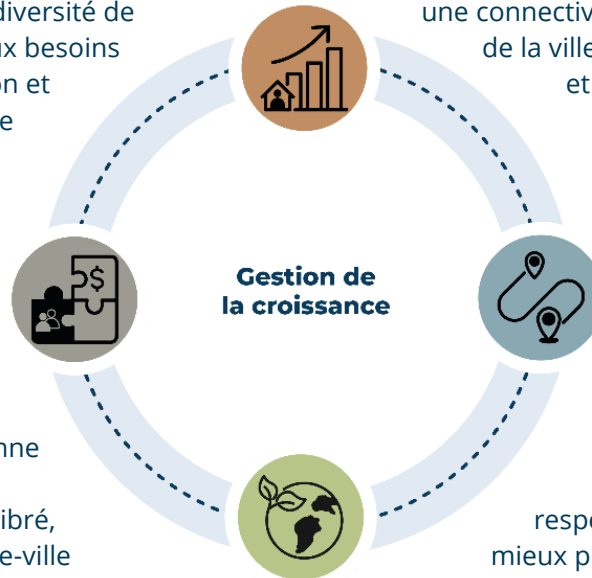 diversité de
ux besoins
on et
e
une connectiv
de la ville
et
Gestion de
la croissance
$
nne
ibré,
e-ville
respo
mieux p